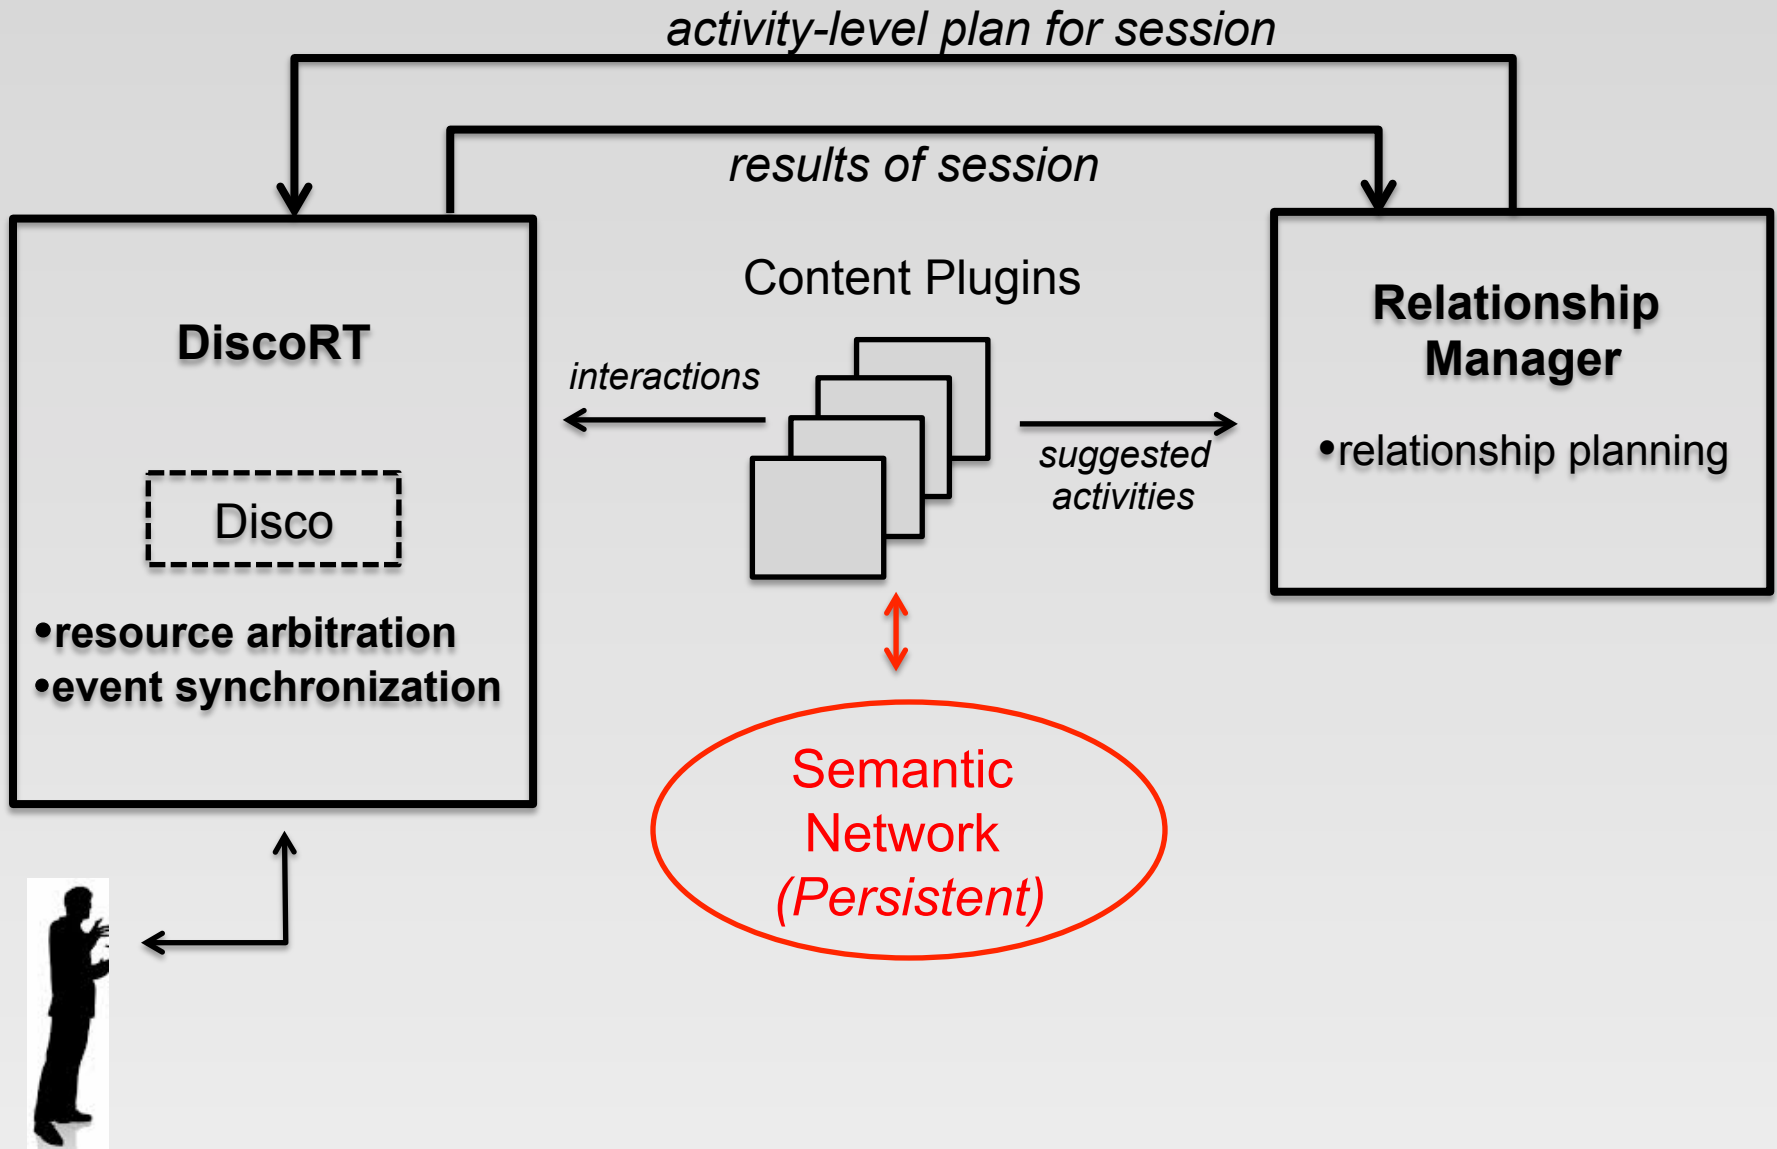 activity-level plan for session
results of session
Content Plugins
DiscoRT
interactions
suggested
activities
Relationship
Manager
•relationship planning
Disco
•resource arbitration
•event synchronization
Semantic
Network
(Persistent)